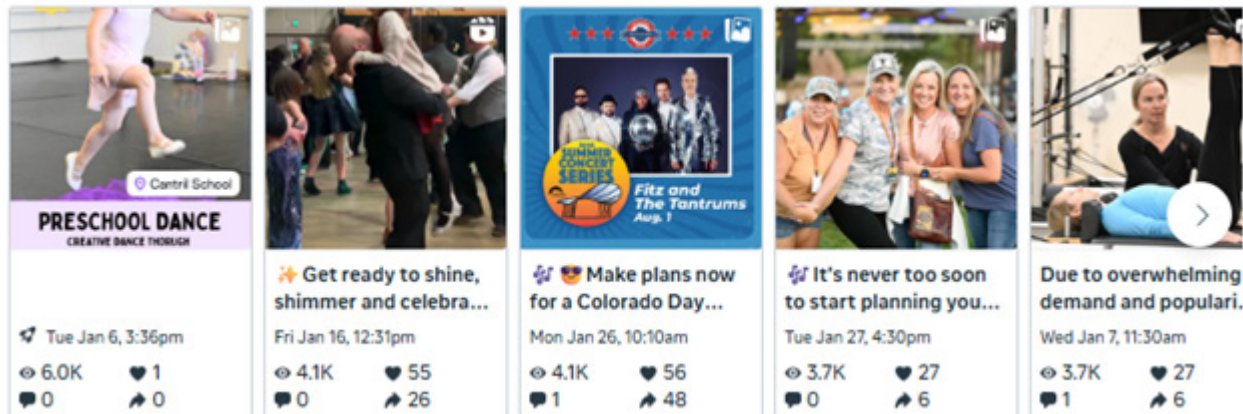 Cantril School
PRESCHOOL DANCE
CREATIVE DANCE THORUGH
Tue Jan 6, 3:36pm
6.0K 1
0 0
✨ Get ready to shine,
shimmer and celebra...
Fri Jan 16, 12:31pm
4.1K 55
0 26
SUMMER
CONCERT
SERIES
Fitz and
The Tantrums
Aug. 1
🎶 😎 Make plans now
for a Colorado Day...
Mon Jan 26, 10:10am
4.1K 56
1 48
🎶 It's never too soon
to start planning you...
Tue Jan 27, 4:30pm
3.7K 27
0 6
Due to overwhelming
demand and populari.
Wed Jan 7, 11:30am
3.7K 27
1 6